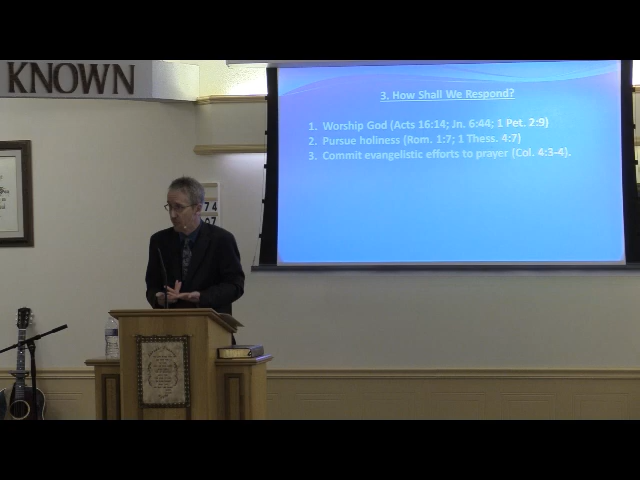 KNOWN
3. How Shall We Respond?
1. Worship God (Acts 16:14; Jn. 6:44; 1 Pet. 2:9)
2. Pursue holiness (Rom. 1:7; 1 Thess. 4:7)
3. Commit evangelistic efforts to prayer (Col. 4:3-4).
74
07